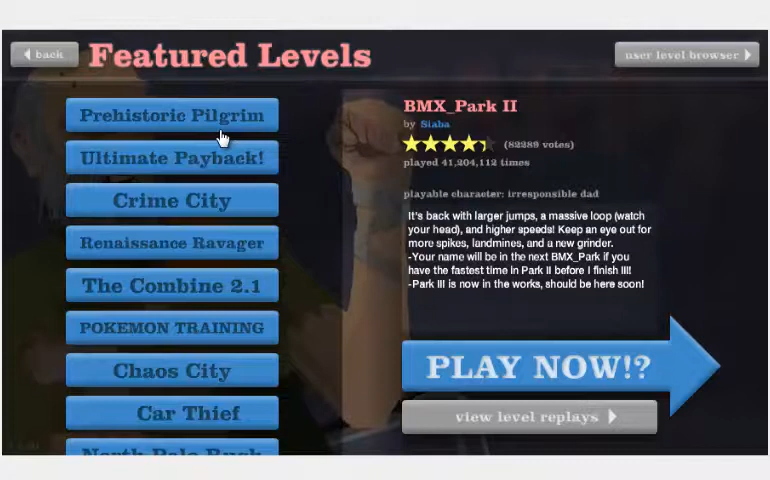 back
Featured Levels
user level browser
Prehistoric Pilgrim
Ultimate Payback!
Crime City
Renaissance Ravager
The Combine 2.1
POKEMON TRAINING
Chaos City
Car Thief
North Pole Rush
BMX_Park II
by Siaba
(82289 votes)
played 41,204,112 times
playable character: irresponsible dad
It's back with larger jumps, a massive loop (watch
your head), and higher speeds! Keep an eye out for
more spikes, landmines, and a new grinder.
-Your name will be in the next BMX_Park if you
have the fastest time in Park II before I finish III!
-Park III is now in the works, should be here soon!
PLAY NOW!?
view level replays